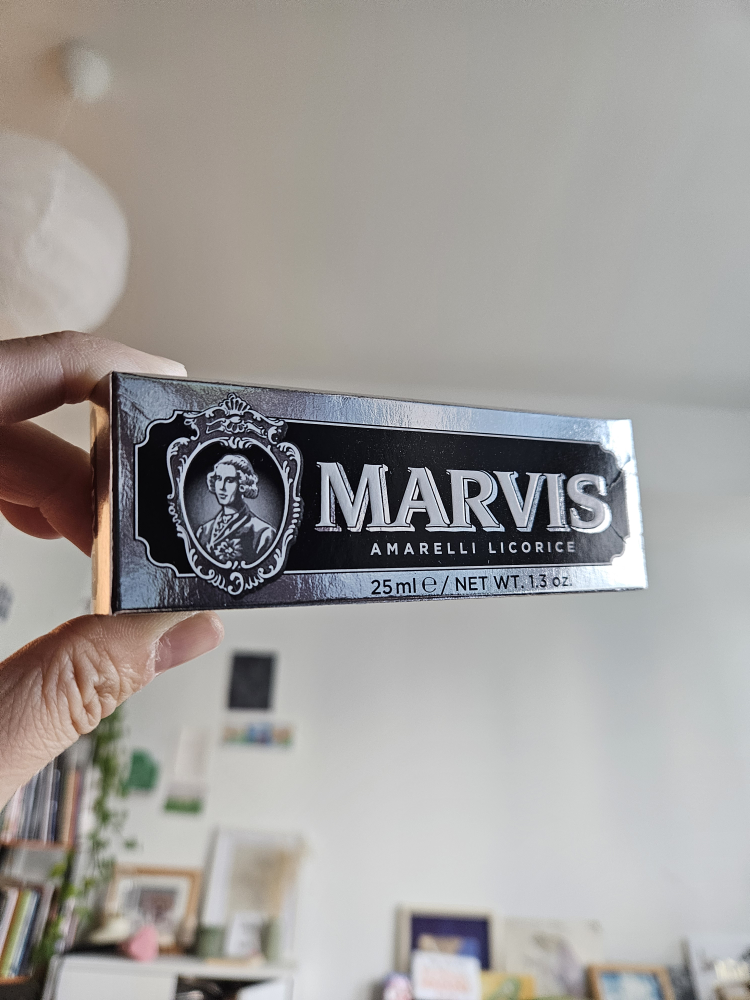 MARVIS
AMARELLI LICORICE
25ml ℮ / NET WT. 1.3 oz.